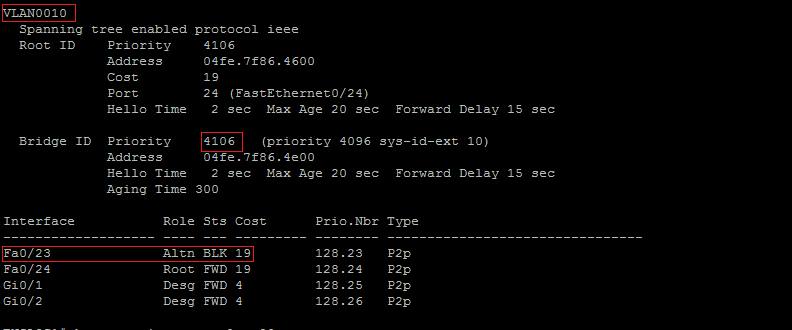 VLAN0010
  Spanning tree enabled protocol ieee
  Root ID    Priority    4106
             Address     04fe.7f86.4600
             Cost        19
             Port        24 (FastEthernet0/24)
             Hello Time   2 sec  Max Age 20 sec  Forward Delay 15 sec

  Bridge ID  Priority    4106   (priority 4096 sys-id-ext 10)
             Address     04fe.7f86.4e00
             Hello Time   2 sec  Max Age 20 sec  Forward Delay 15 sec
             Aging Time 300

Interface           Role Sts Cost      Prio.Nbr Type
------------------- ---- --- --------- -------- --------------------------------
Fa0/23              Altn BLK 19        128.23   P2p
Fa0/24              Root FWD 19        128.24   P2p
Gi0/1               Desg FWD 4         128.25   P2p
Gi0/2               Desg FWD 4         128.26   P2p